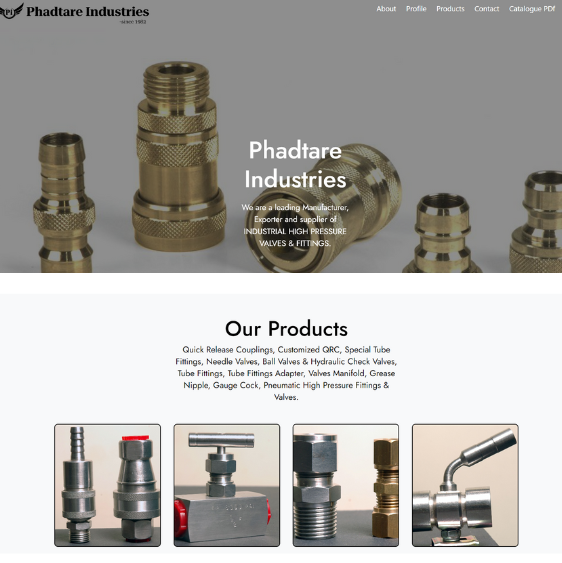 Phadtare Industries
since 1982
About Profile Products Contact Catalogue PDf
Phadtare
Industries
We are a leading Manufacturer,
Exporter and supplier of
INDUSTRIAL HIGH PRESSURE
VALVES & FITTINGS.
Our Products
Quick Release Couplings, Customized QRC, Special Tube
Fittings, Needle Valves, Ball Valves & Hydraulic Check Valves,
Tube Fittings, Tube Fittings Adapter, Valves Manifold, Grease
Nipple, Gauge Cock, Pneumatic High Pressure Fittings &
Valves.